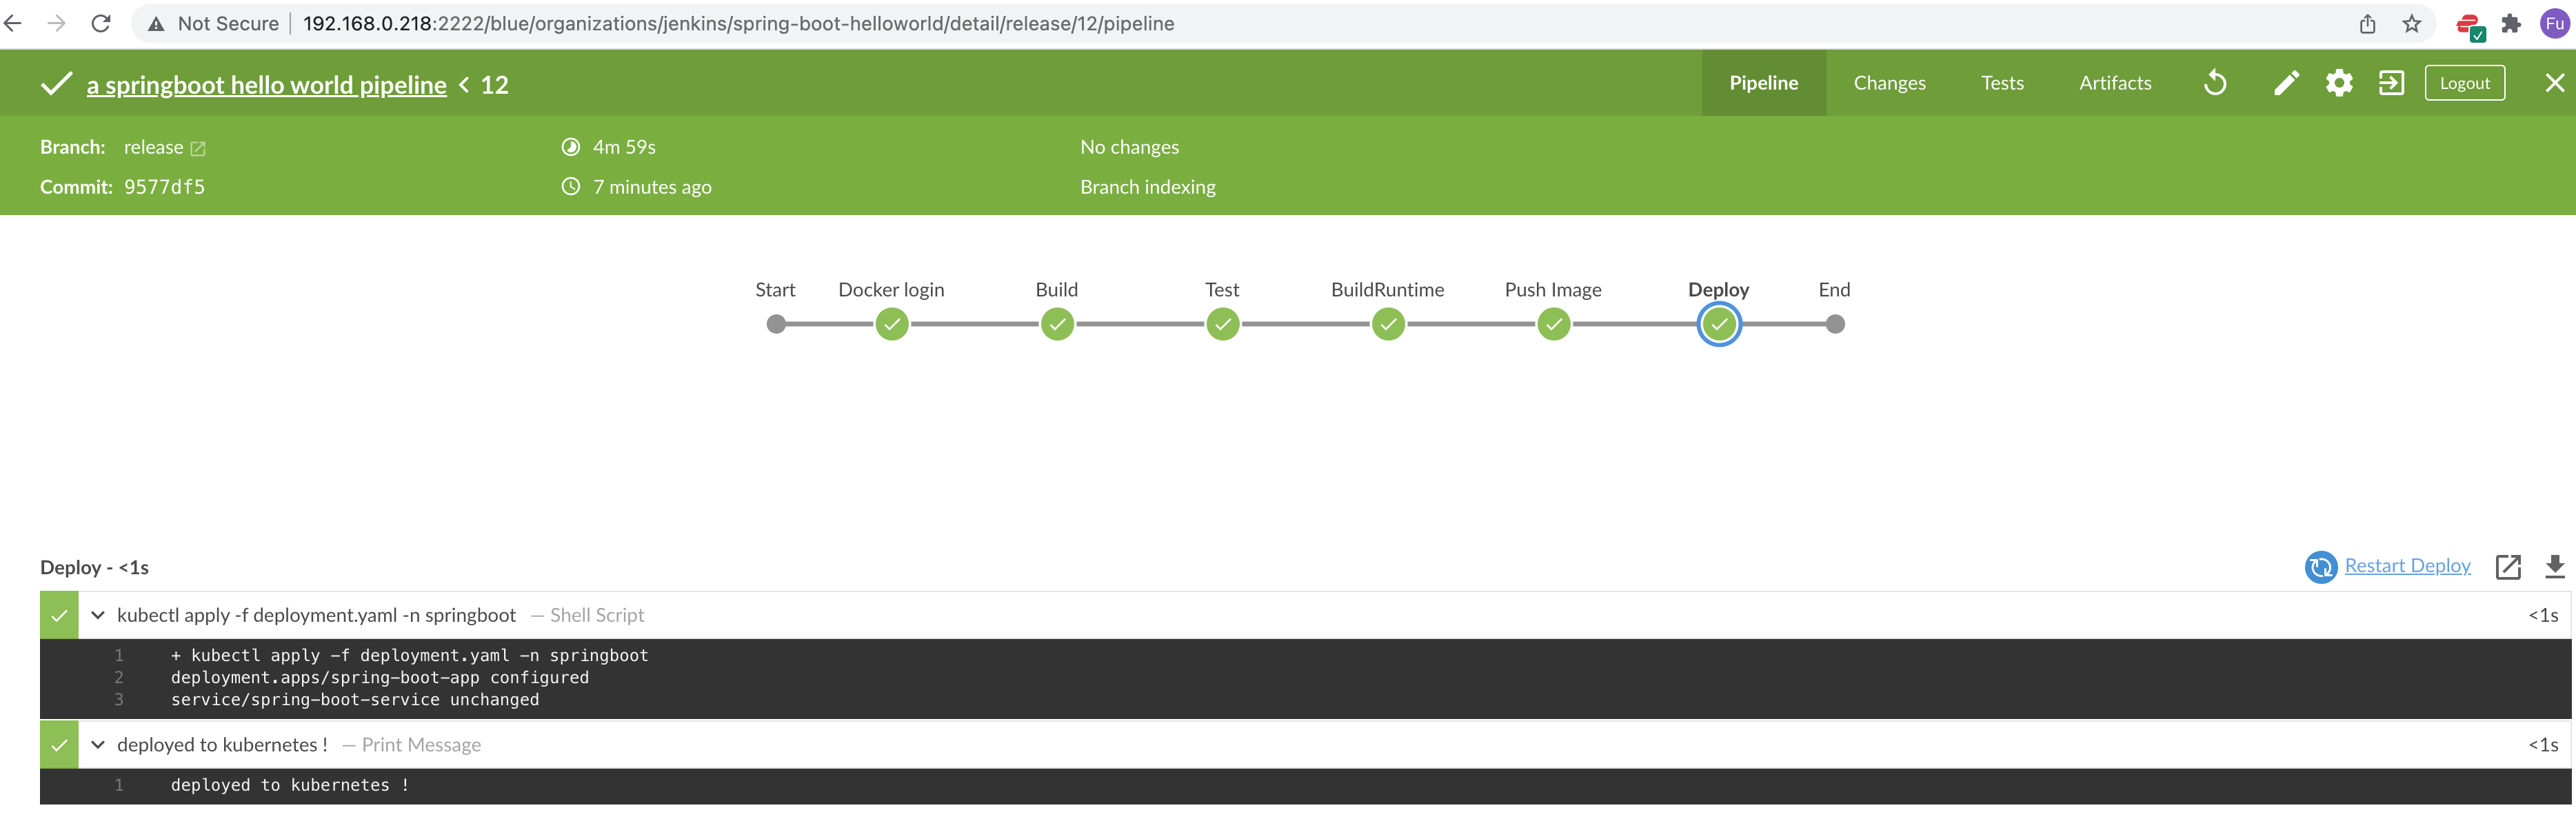 Not Secure 192.168.0.218:2222/blue/organizations/jenkins/spring-boot-helloworld/detail/release/12/pipeline Fu
a springboot hello world pipeline < 12 Pipeline Changes Tests Artifacts Logout
Branch: release 4m 59s No changes
Commit: 9577df5 7 minutes ago Branch indexing
Start Docker login Build Test BuildRuntime Push Image Deploy End
Deploy - <1s Restart Deploy
kubectl apply -f deployment.yaml -n springboot — Shell Script <1s
1 + kubectl apply -f deployment.yaml -n springboot
2 deployment.apps/spring-boot-app configured
3 service/spring-boot-service unchanged
deployed to kubernetes ! — Print Message <1s
1 deployed to kubernetes !